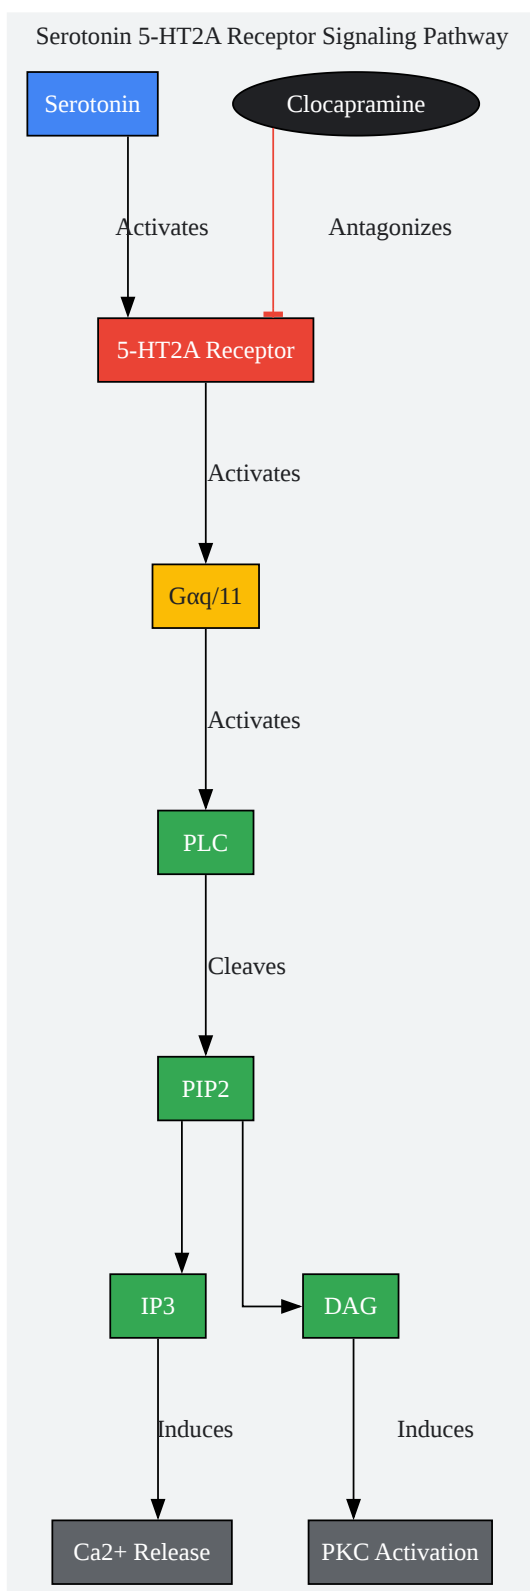 Serotonin 5-HT2A Receptor Signaling Pathway
Serotonin
Clocapramine
Activates
Antagonizes
5-HT2A Receptor
Activates
Gαq/11
Activates
PLC
Cleaves
PIP2
IP3
DAG
Induces
Induces
Ca2+ Release
PKC Activation